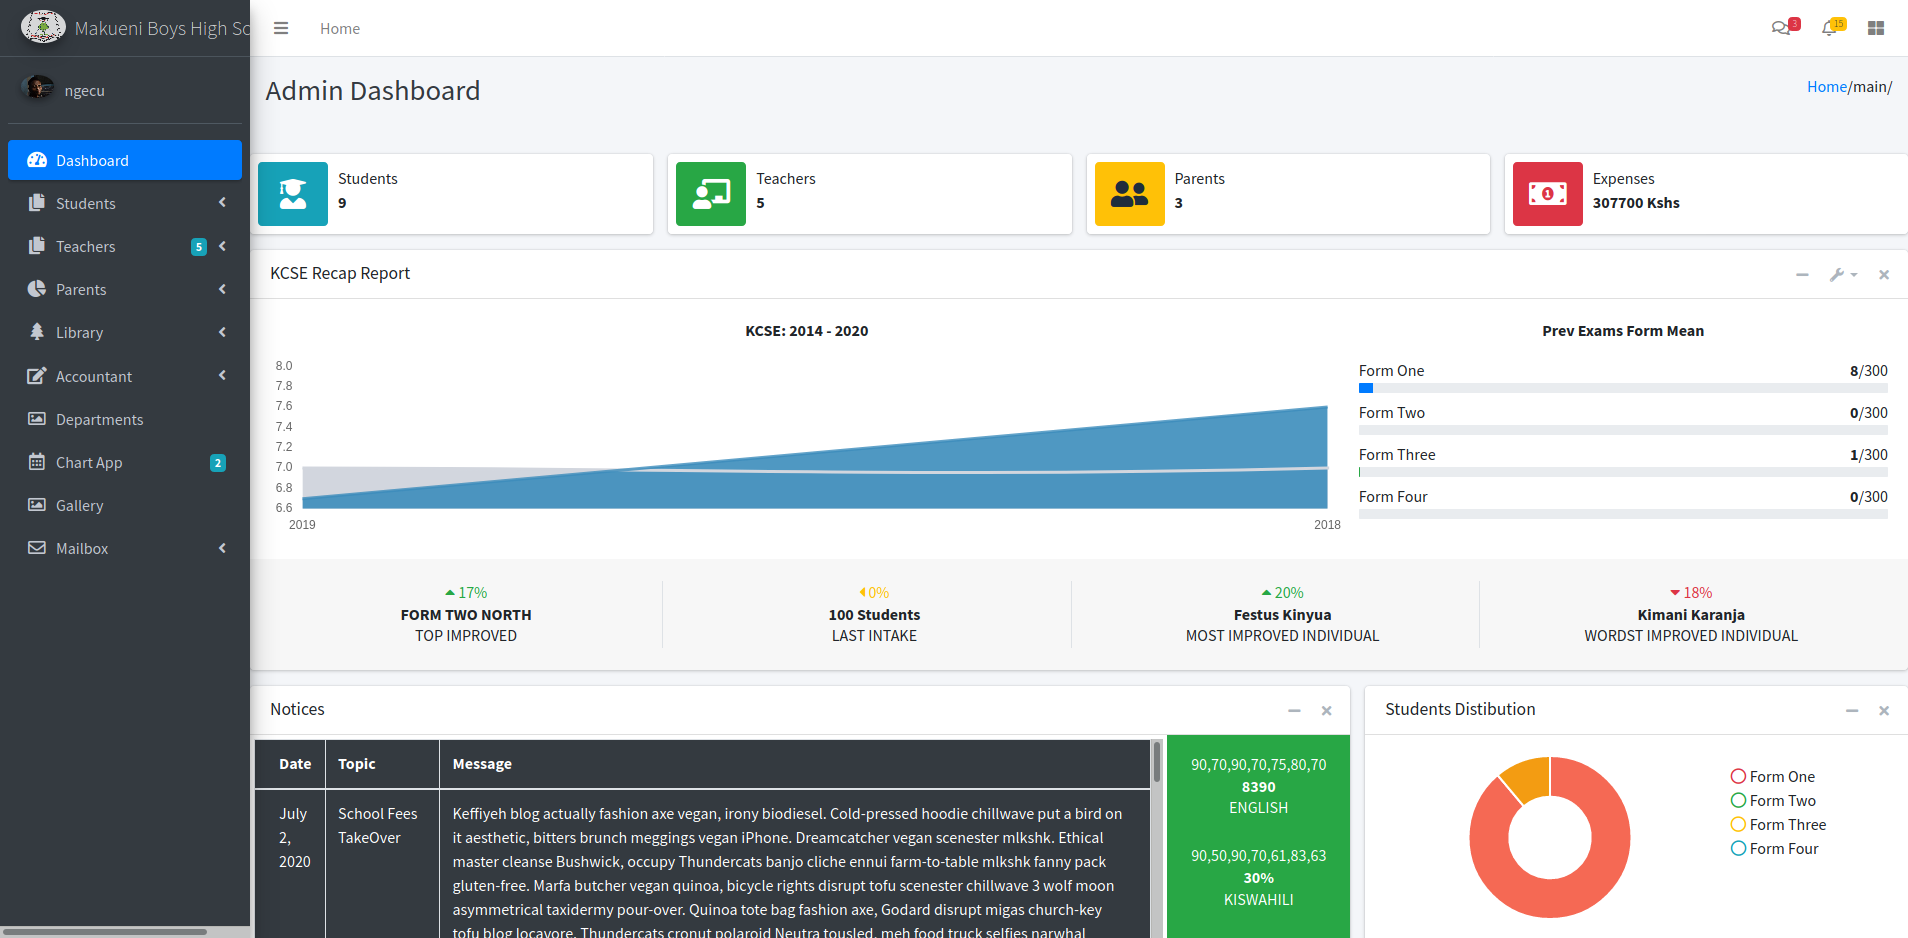 Makueni Boys High Sc
Home
3
15
ngecu
Admin Dashboard
Home/main/
Dashboard
Students
Teachers
5
Parents
Library
Accountant
Departments
Chart App
2
Gallery
Mailbox
Students
9
Teachers
5
Parents
3
Expenses
307700 Kshs
KCSE Recap Report
KCSE: 2014 - 2020
8.0
7.8
7.6
7.4
7.2
7.0
6.8
6.6
2019
2018
Prev Exams Form Mean
Form One
8/300
Form Two
0/300
Form Three
1/300
Form Four
0/300
17%
FORM TWO NORTH
TOP IMPROVED
0%
100 Students
LAST INTAKE
20%
Festus Kinyua
MOST IMPROVED INDIVIDUAL
18%
Kimani Karanja
WORDST IMPROVED INDIVIDUAL
Notices
Date
Topic
Message
July
2,
2020
School Fees
TakeOver
Keffiyeh blog actually fashion axe vegan, irony biodiesel. Cold-pressed hoodie chillwave put a bird on
it aesthetic, bitters brunch meggings vegan iPhone. Dreamcatcher vegan scenester mlkshk. Ethical
master cleanse Bushwick, occupy Thundercats banjo cliche ennui farm-to-table mlkshk fanny pack
gluten-free. Marfa butcher vegan quinoa, bicycle rights disrupt tofu scenester chillwave 3 wolf moon
asymmetrical taxidermy pour-over. Quinoa tote bag fashion axe, Godard disrupt migas church-key
tofu blog locavore. Thundercats cronut polaroid Neutra tousled, meh food truck selfies narwhal
90,70,90,70,75,80,70
8390
ENGLISH
90,50,90,70,61,83,63
30%
KISWAHILI
Students Distibution
Form One
Form Two
Form Three
Form Four